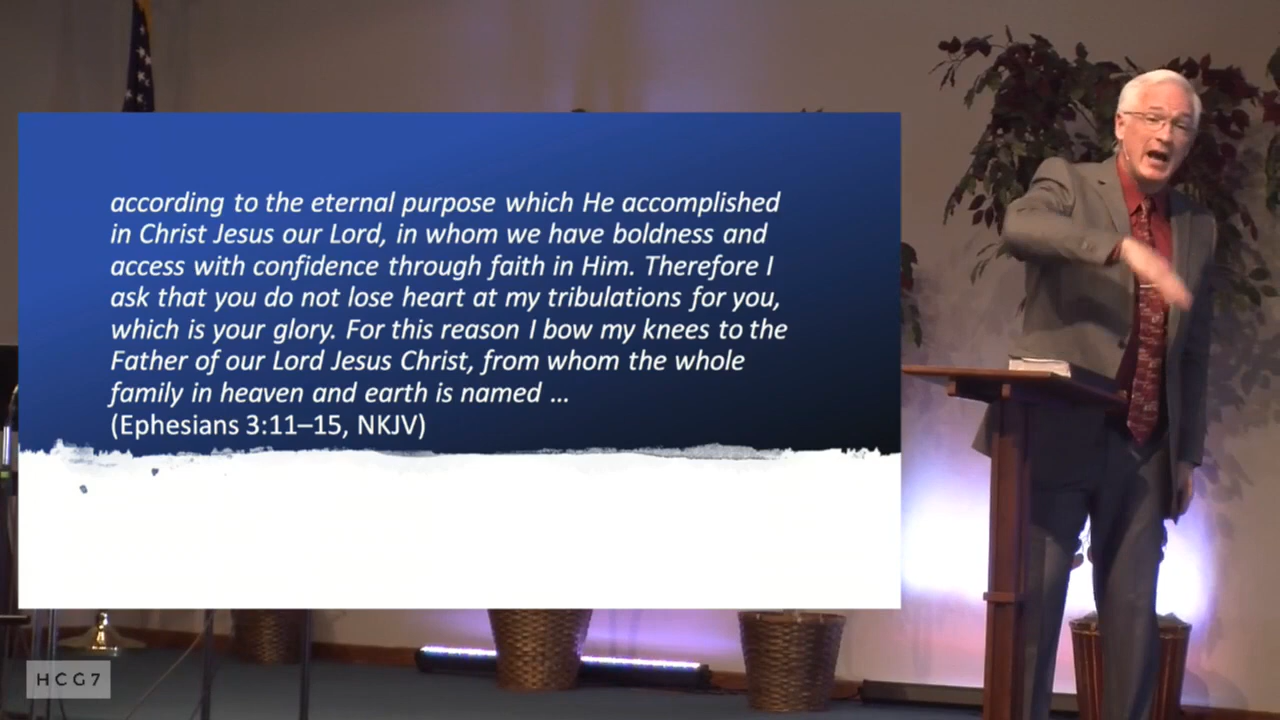 according to the eternal purpose which He accomplished
in Christ Jesus our Lord, in whom we have boldness and
access with confidence through faith in Him. Therefore I
ask that you do not lose heart at my tribulations for you,
which is your glory. For this reason I bow my knees to the
Father of our Lord Jesus Christ, from whom the whole
family in heaven and earth is named ...
(Ephesians 3:11–15, NKJV)
HCG7